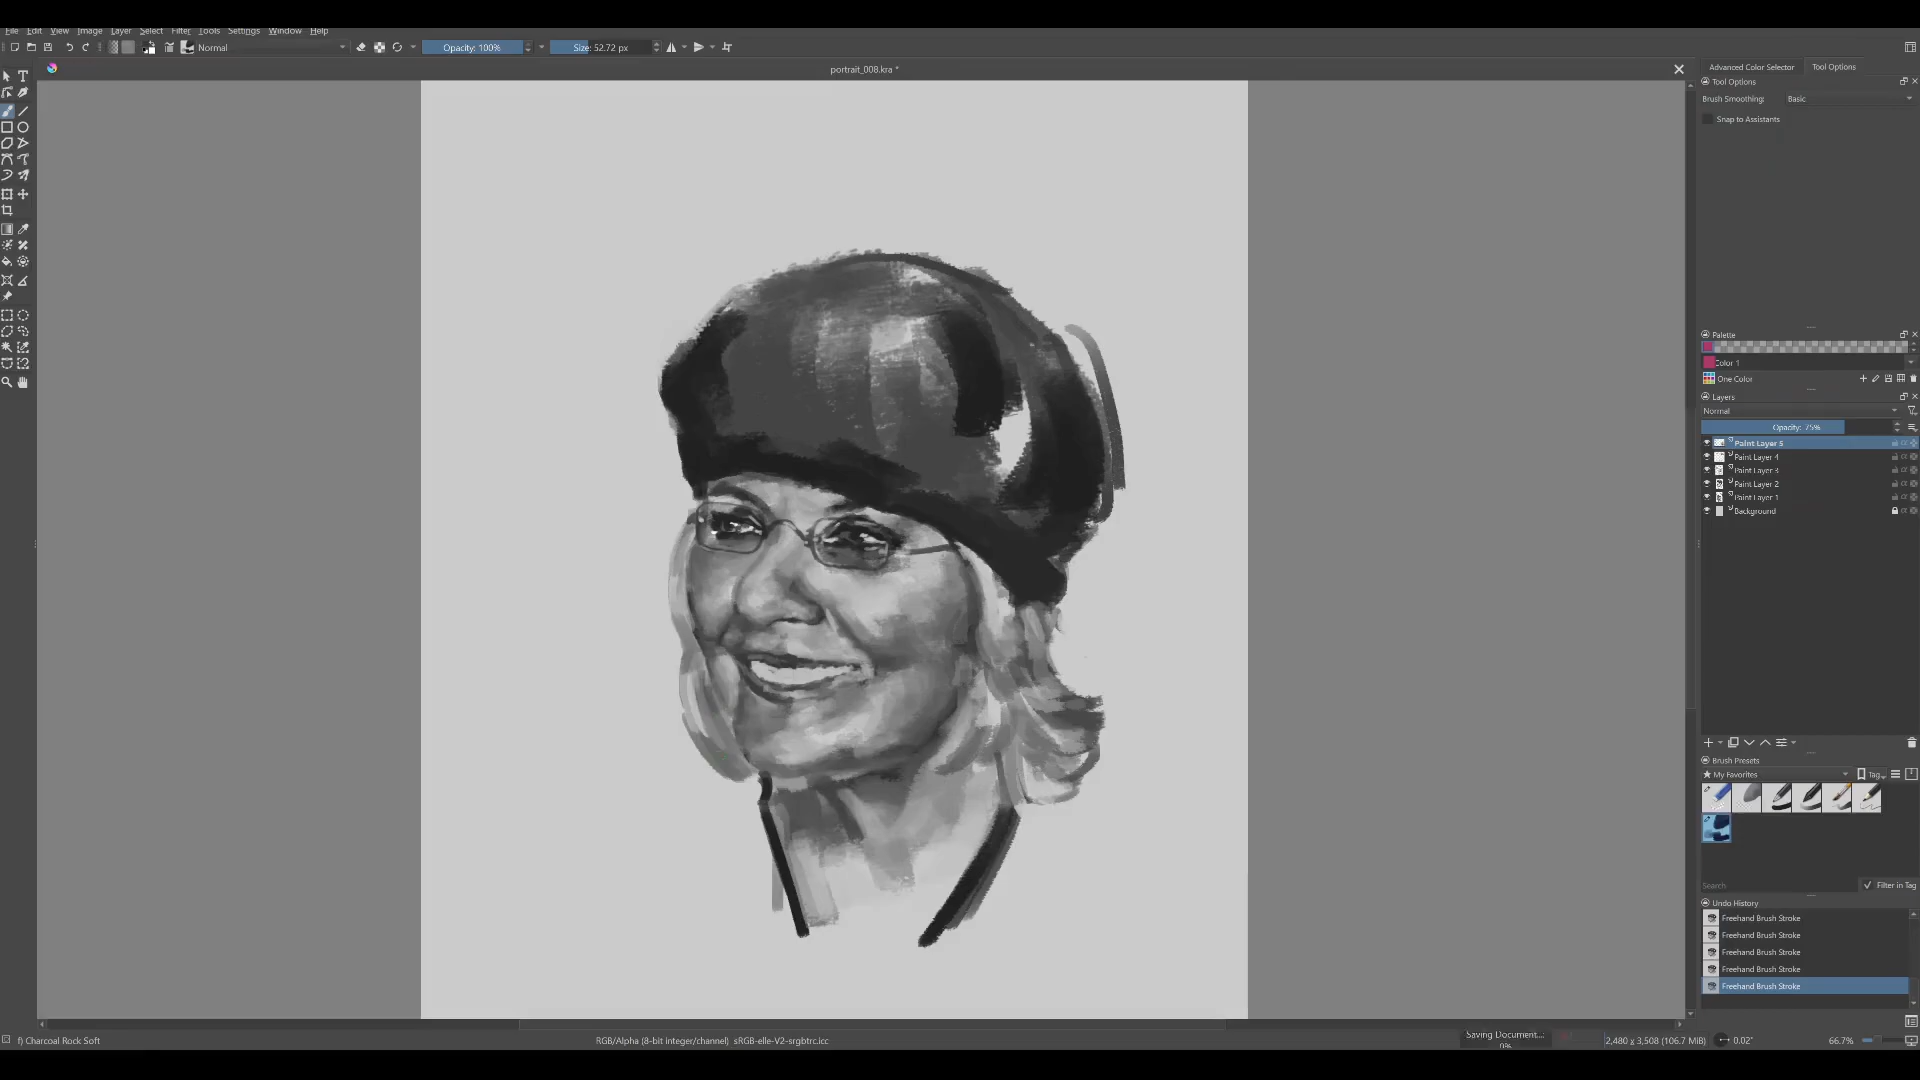 File Edit View Image Layer Select Filter Tools Settings Window Help
Normal Opacity: 100% Size: 52.72 px
portrait_008.kra *
Advanced Color Selector Tool Options
Tool Options
Brush Smoothing: Basic
Snap to Assistants
Palette
Color 1
One Color
Layers
Normal
Opacity: 75%
Paint Layer 5
Paint Layer 4
Paint Layer 3
Paint Layer 2
Paint Layer 1
Background
Brush Presets
My Favorites Tag
Search Filter in Tag
Undo History
Freehand Brush Stroke
Freehand Brush Stroke
Freehand Brush Stroke
Freehand Brush Stroke
Freehand Brush Stroke
f) Charcoal Rock Soft RGB/Alpha (8-bit integer/channel) sRGB-elle-V2-srgbtrc.icc Saving Document... 2,480 x 3,508 (106.7 MiB) 0.02° 66.7%
0%